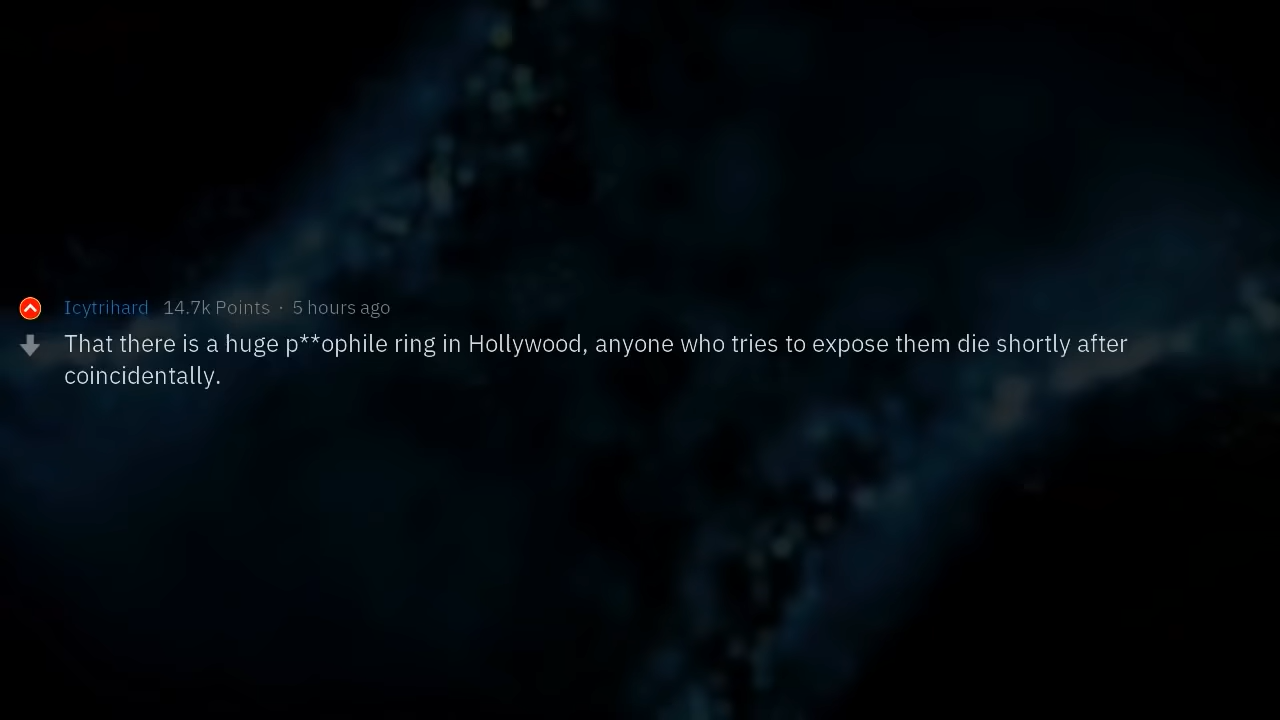 Icytrihard 14.7k Points · 5 hours ago
That there is a huge p**ophile ring in Hollywood, anyone who tries to expose them die shortly after
coincidentally.